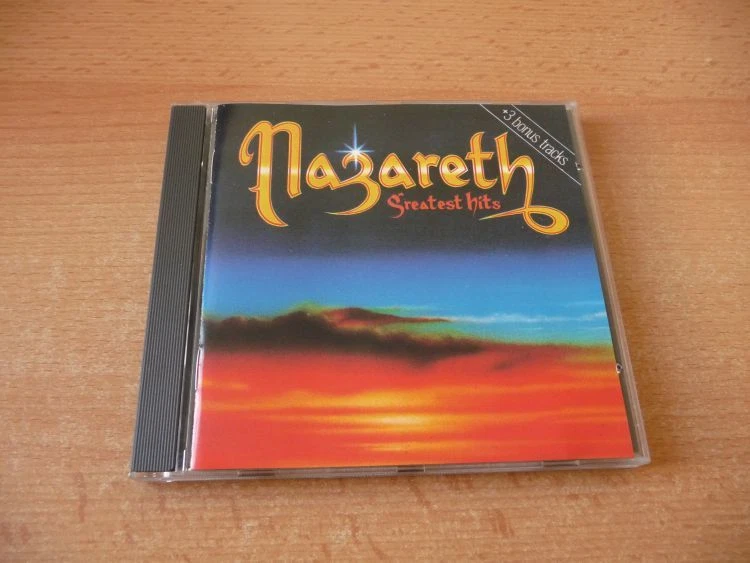 +3 bonus tracks
Nazareth
Greatest hits